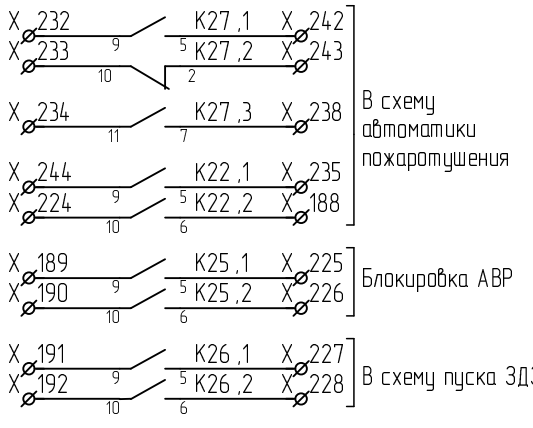 X 232 9 5 К27,1 X 242
X 233 10 2 К27,2 X 243
X 234 11 7 К27,3 X 238
X 244 9 5 К22,1 X 235
X 224 10 6 К22,2 X 188
В схему
автоматики
пожаротушения
X 189 9 5 К25,1 X 225
X 190 10 6 К25,2 X 226
Блокировка АВР
X 191 9 5 К26,1 X 227
X 192 10 6 К26,2 X 228
В схему пуска